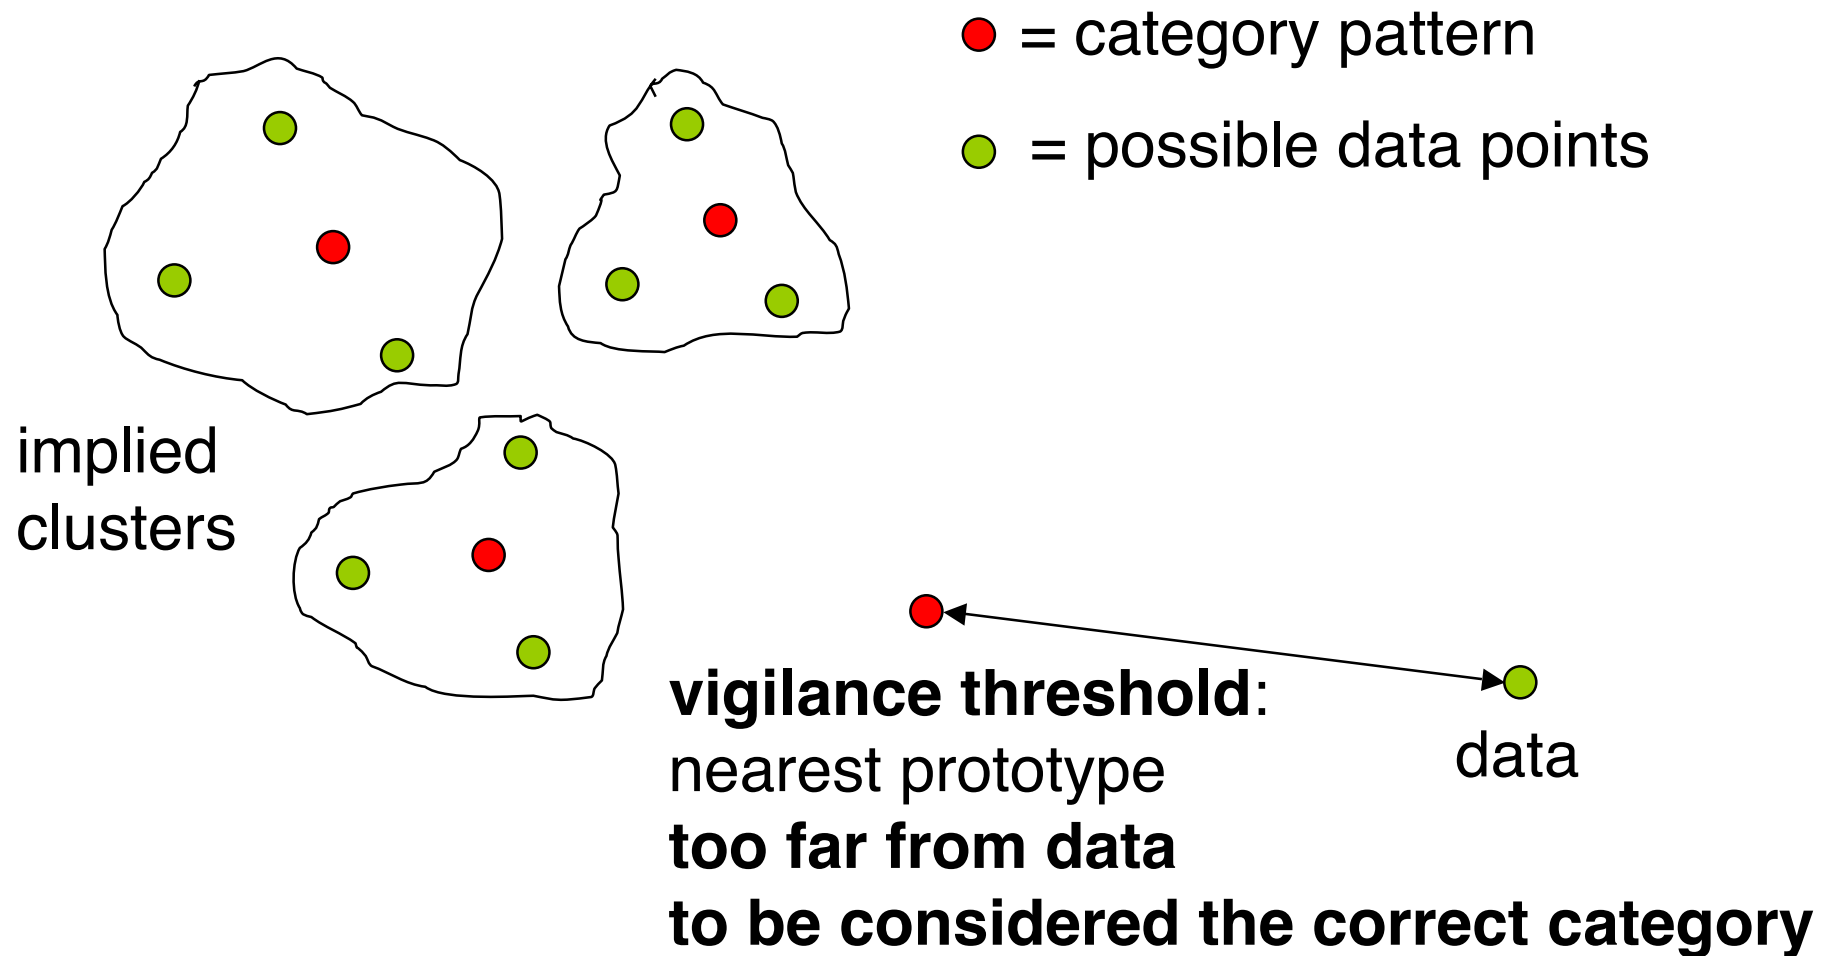 = category pattern
= possible data points
implied
clusters
vigilance threshold:
nearest prototype
too far from data
to be considered the correct category
data